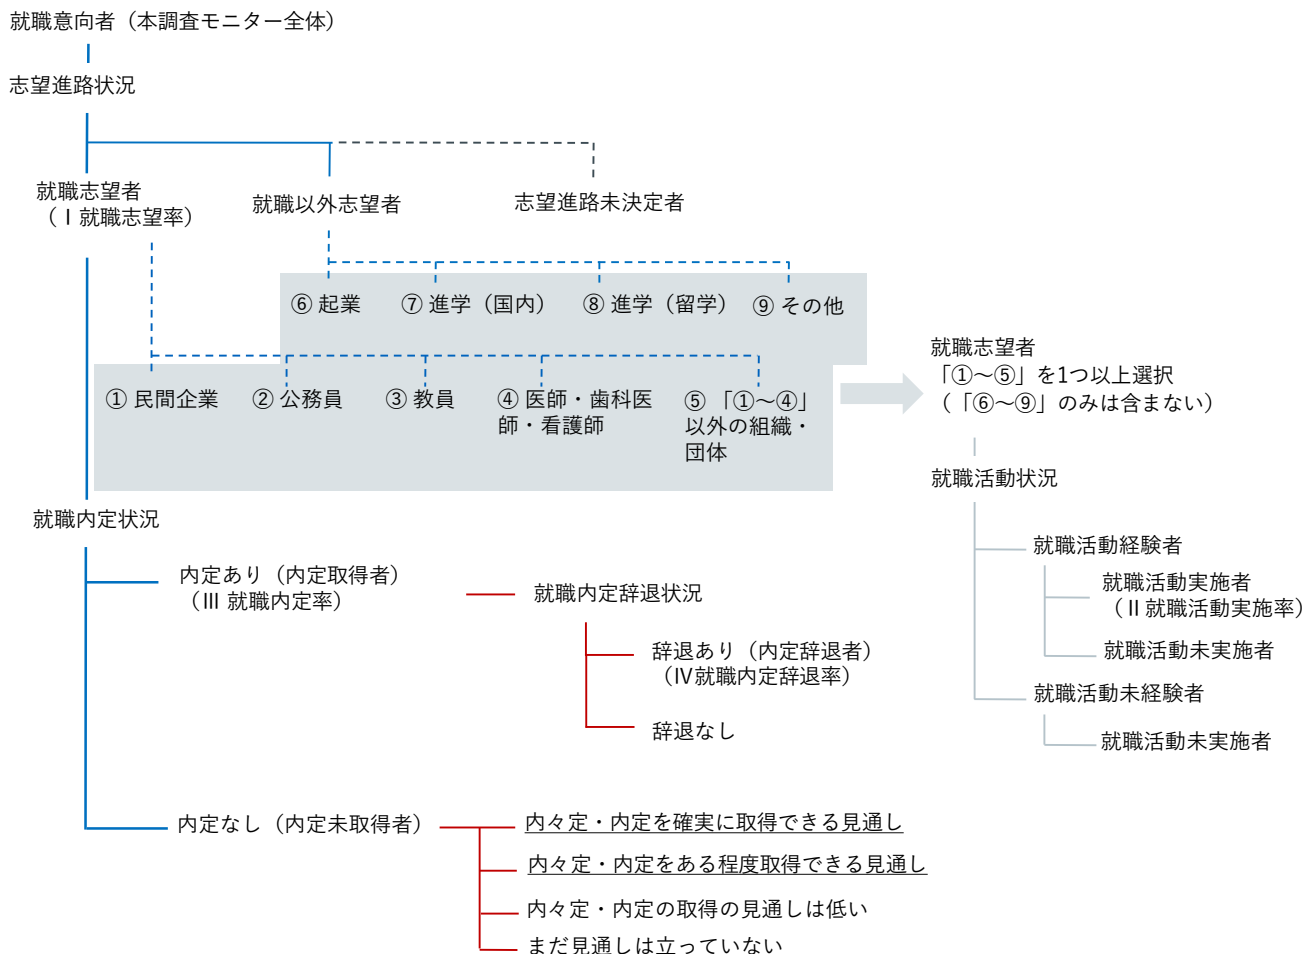 就職意向者（本調査モニター全体）
志望進路状況
就職志望者
（Ⅰ就職志望率）
就職以外志望者
志望進路未決定者
⑥ 起業
⑦ 進学（国内）
⑧ 進学（留学）
⑨ その他
① 民間企業
② 公務員
③ 教員
④ 医師・歯科医
師・看護師
⑤ 「①～④」
以外の組織・
団体
就職志望者
「①～⑤」を1つ以上選択
（「⑥～⑨」のみは含まない）
就職活動状況
就職活動経験者
就職活動実施者
（Ⅱ就職活動実施率）
就職活動未実施者
就職活動未経験者
就職活動未実施者
就職内定状況
内定あり（内定取得者）
（Ⅲ 就職内定率）
就職内定辞退状況
辞退あり（内定辞退者）
（Ⅳ就職内定辞退率）
辞退なし
内定なし（内定未取得者）
内々定・内定を確実に取得できる見通し
内々定・内定をある程度取得できる見通し
内々定・内定の取得の見通しは低い
まだ見通しは立っていない